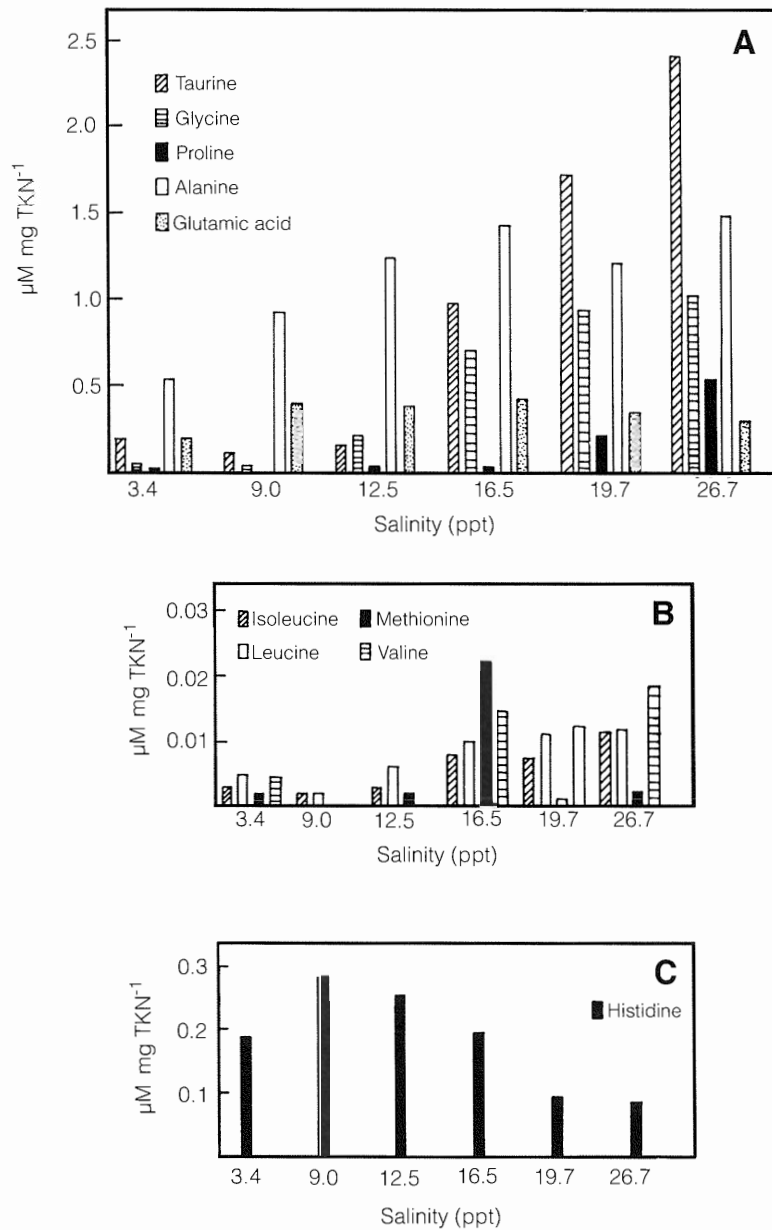 A
2.5
2.0
1.5
1.0
0.5
µM mg TKN⁻¹
Taurine
Glycine
Proline
Alanine
Glutamic acid
3.4 9.0 12.5 16.5 19.7 26.7
Salinity (ppt)
B
0.03
0.02
0.01
µM mg TKN⁻¹
Isoleucine Methionine
Leucine Valine
3.4 9.0 12.5 16.5 19.7 26.7
Salinity (ppt)
C
0.3
0.2
0.1
µM mg TKN⁻¹
Histidine
3.4 9.0 12.5 16.5 19.7 26.7
Salinity (ppt)